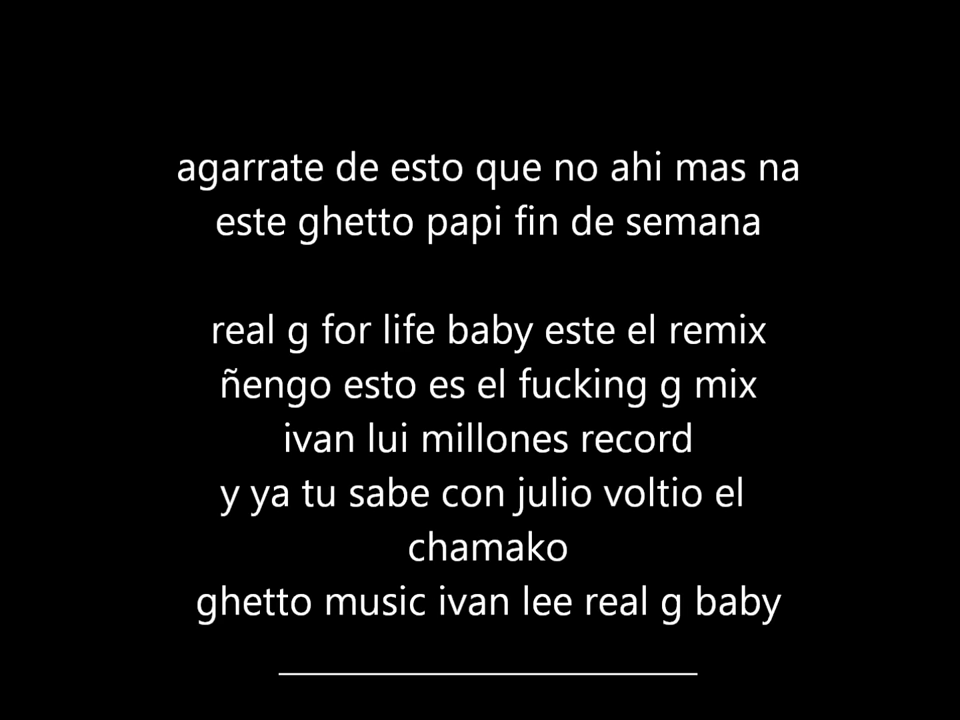 agarrate de esto que no ahi mas na
este ghetto papi fin de semana
real g for life baby este el remix
ñengo esto es el fucking g mix
ivan lui millones record
y ya tu sabe con julio voltio el
chamako
ghetto music ivan lee real g baby